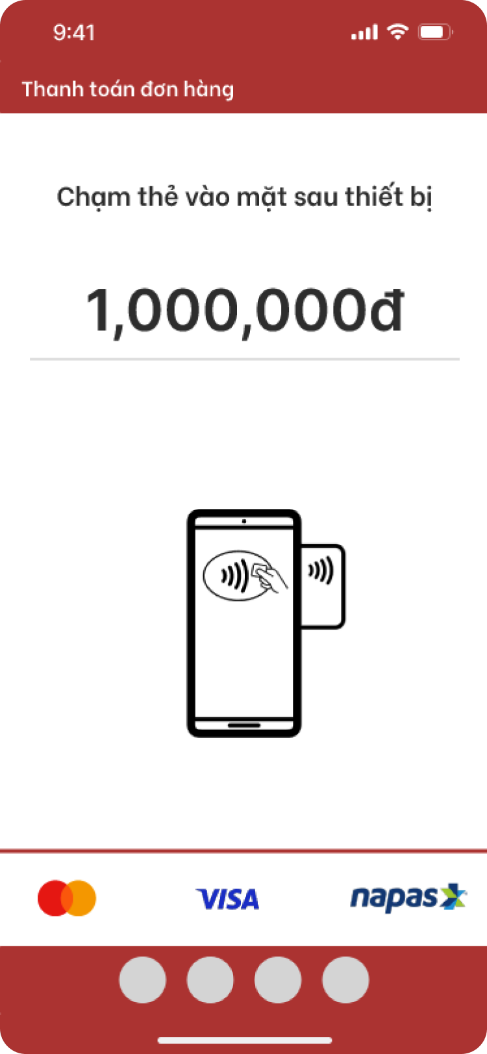 9:41
Thanh toán đơn hàng
Chạm thẻ vào mặt sau thiết bị
1,000,000đ
VISA
napas